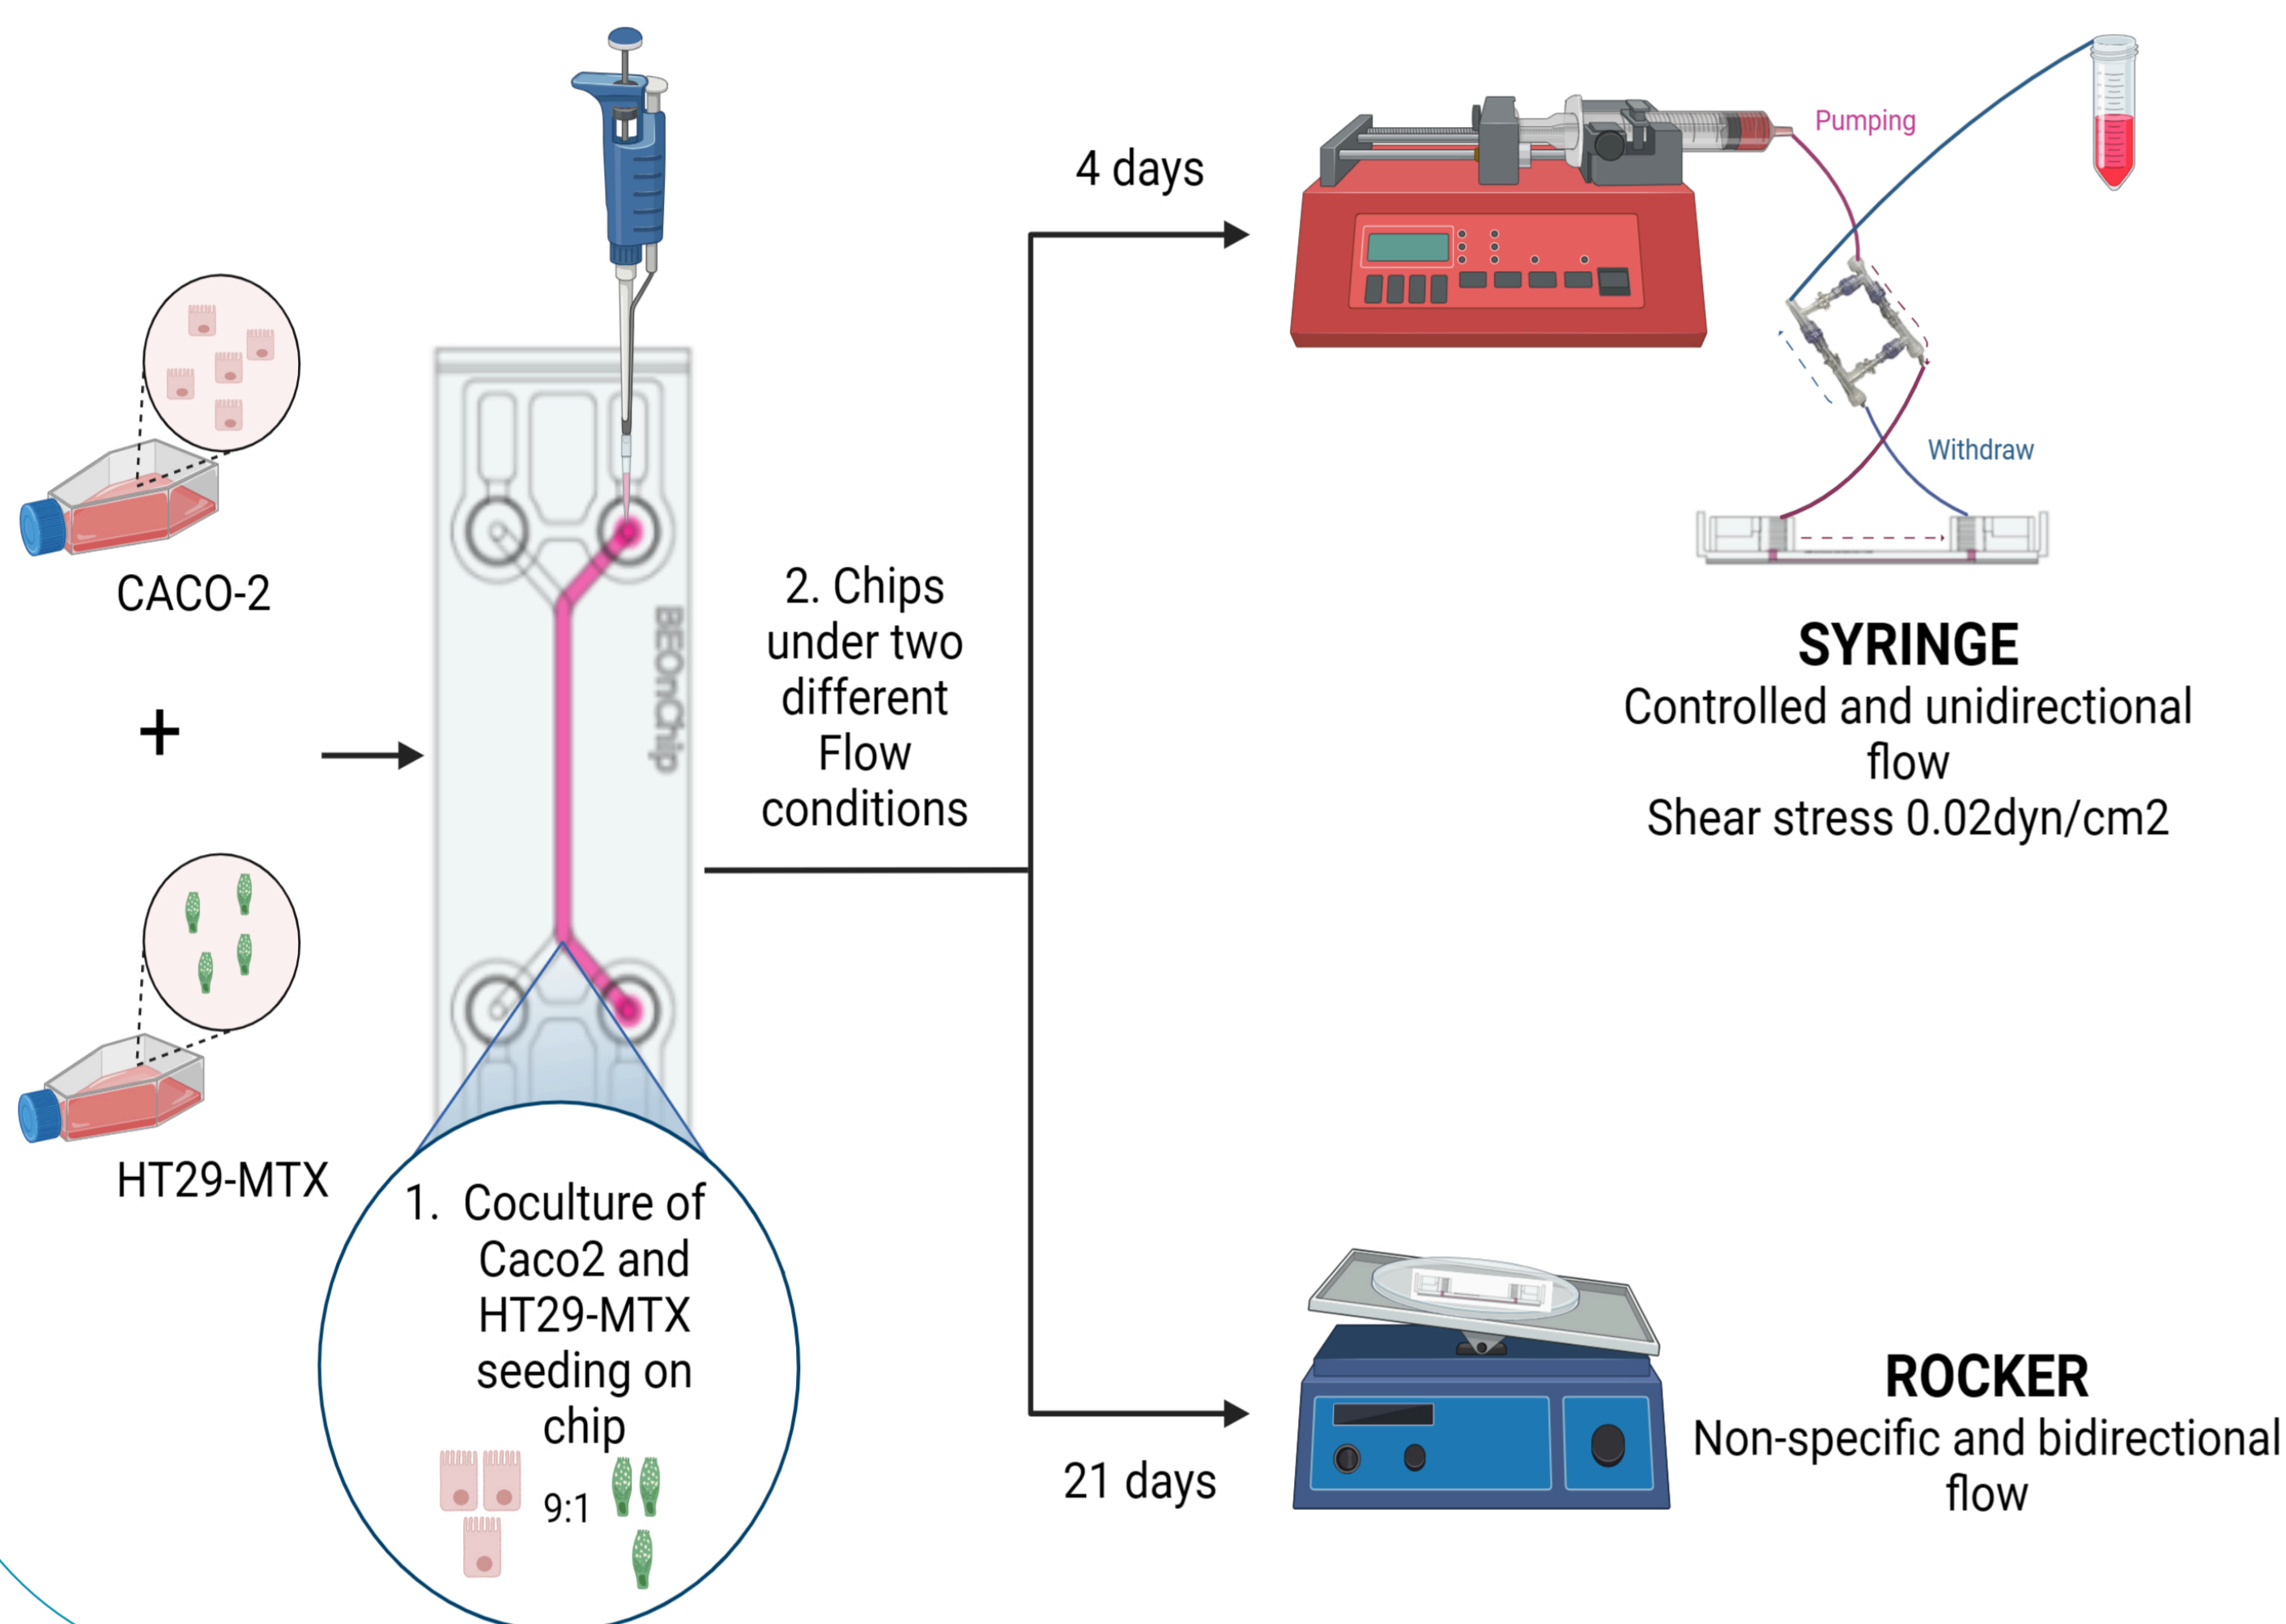 CACO-2
+
HT29-MTX
BEOnChip
1. Coculture of
Caco2 and
HT29-MTX
seeding on
chip
9:1
2. Chips
under two
different
Flow
conditions
4 days
Pumping
Withdraw
SYRINGE
Controlled and unidirectional
flow
Shear stress 0.02dyn/cm2
21 days
ROCKER
Non-specific and bidirectional
flow